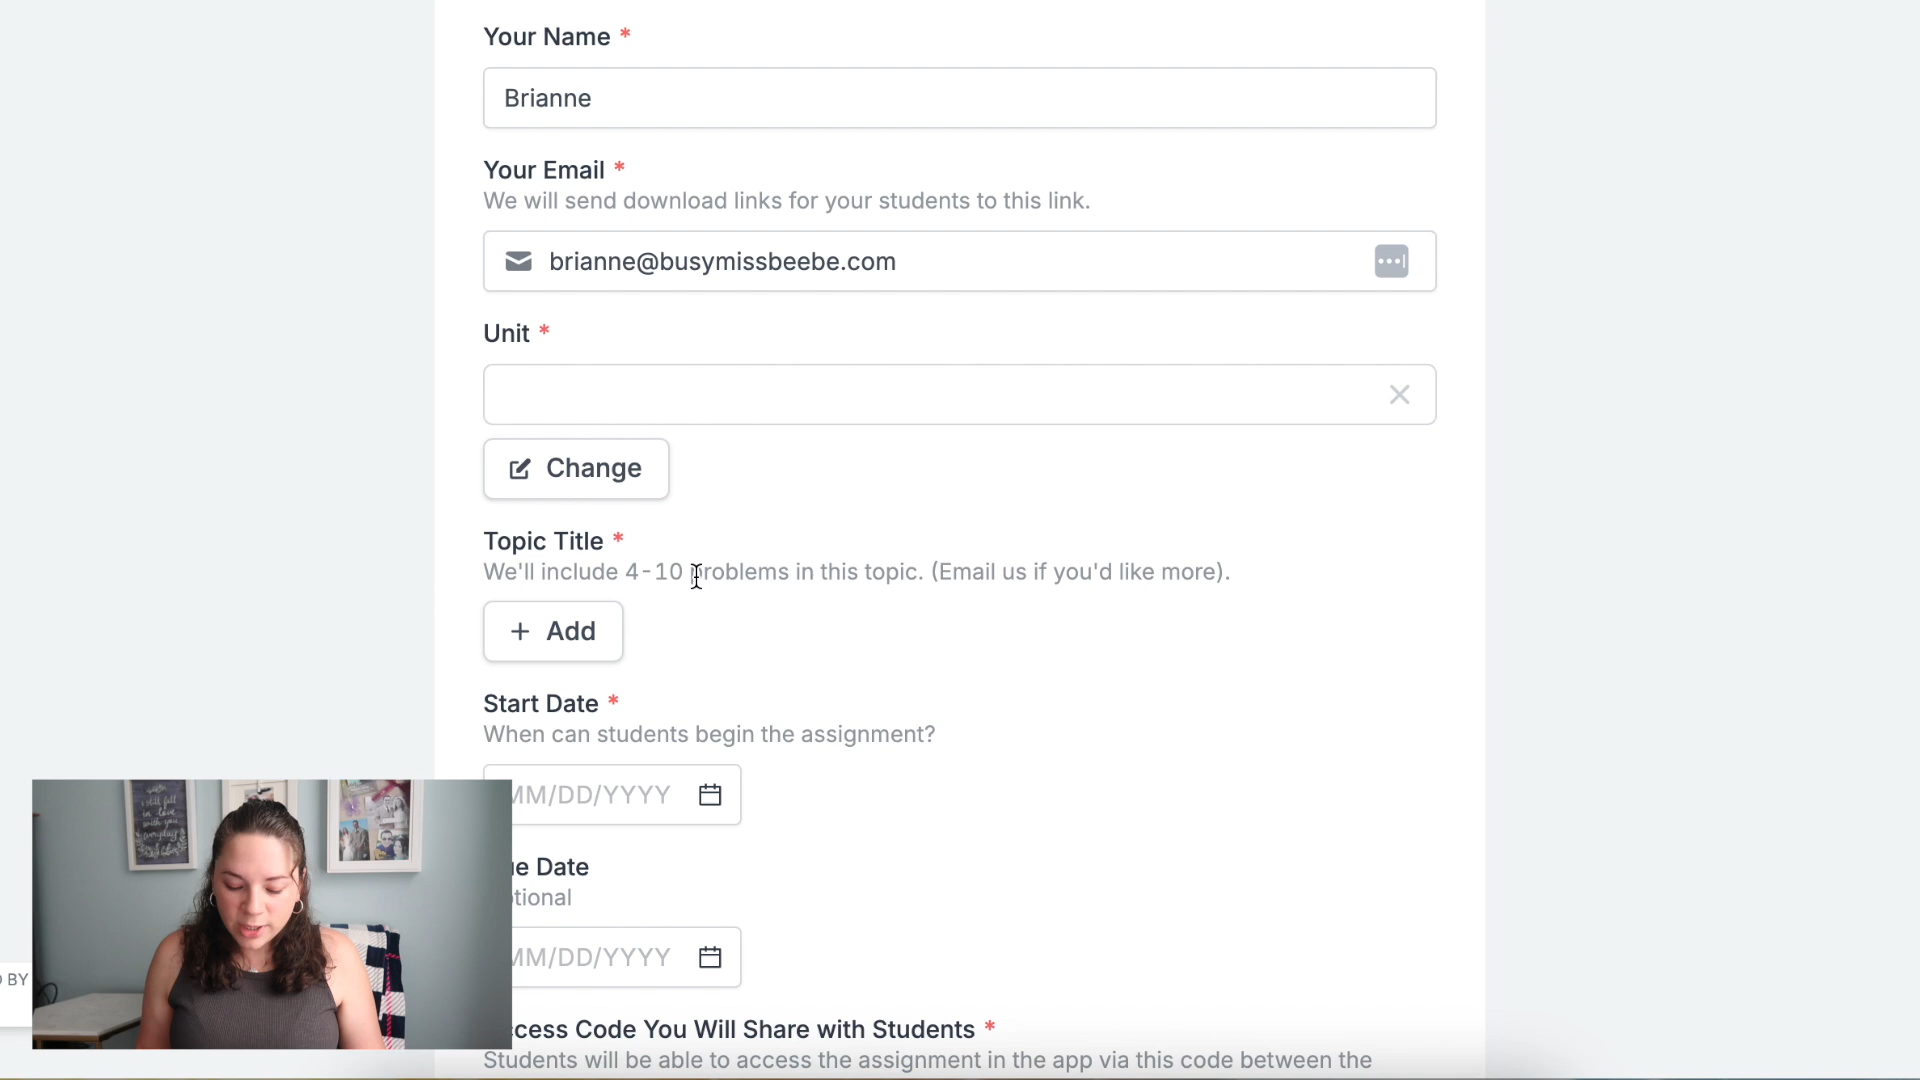 Your Name *
Brianne
Your Email *
We will send download links for your students to this link.
brianne@busymissbeebe.com
Unit *
Change
Topic Title *
We'll include 4-10 problems in this topic. (Email us if you'd like more).
+ Add
Start Date *
When can students begin the assignment?
MM/DD/YYYY
ue Date
tional
MM/DD/YYYY
BY
ccess Code You Will Share with Students *
Students will be able to access the assignment in the app via this code between the